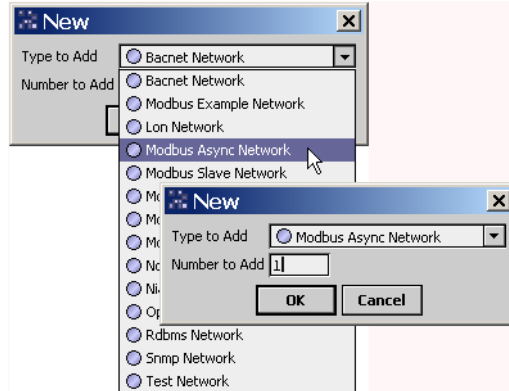 New
Type to Add
Bacnet Network
Number to Add
Bacnet Network
Modbus Example Network
Lon Network
Modbus Async Network
Modbus Slave Network
New
Type to Add
Modbus Async Network
Number to Add
1
OK
Cancel
Rdbms Network
Snmp Network
Test Network